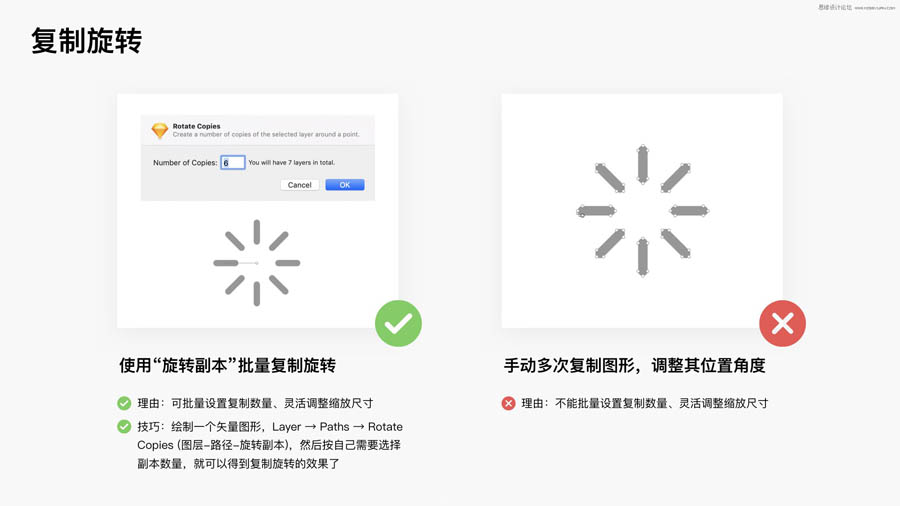 思缘设计论坛 WWW.MISSYUAN.COM
复制旋转
Rotate Copies
Create a number of copies of the selected layer around a point.
Number of Copies: 6 You will have 7 layers in total.
Cancel OK
使用“旋转副本”批量复制旋转
理由：可批量设置复制数量、灵活调整缩放尺寸
技巧：绘制一个矢量图形，Layer → Paths → Rotate
Copies (图层–路径–旋转副本)，然后按自己需要选择
副本数量，就可以得到复制旋转的效果了
手动多次复制图形，调整其位置角度
理由：不能批量设置复制数量、灵活调整缩放尺寸